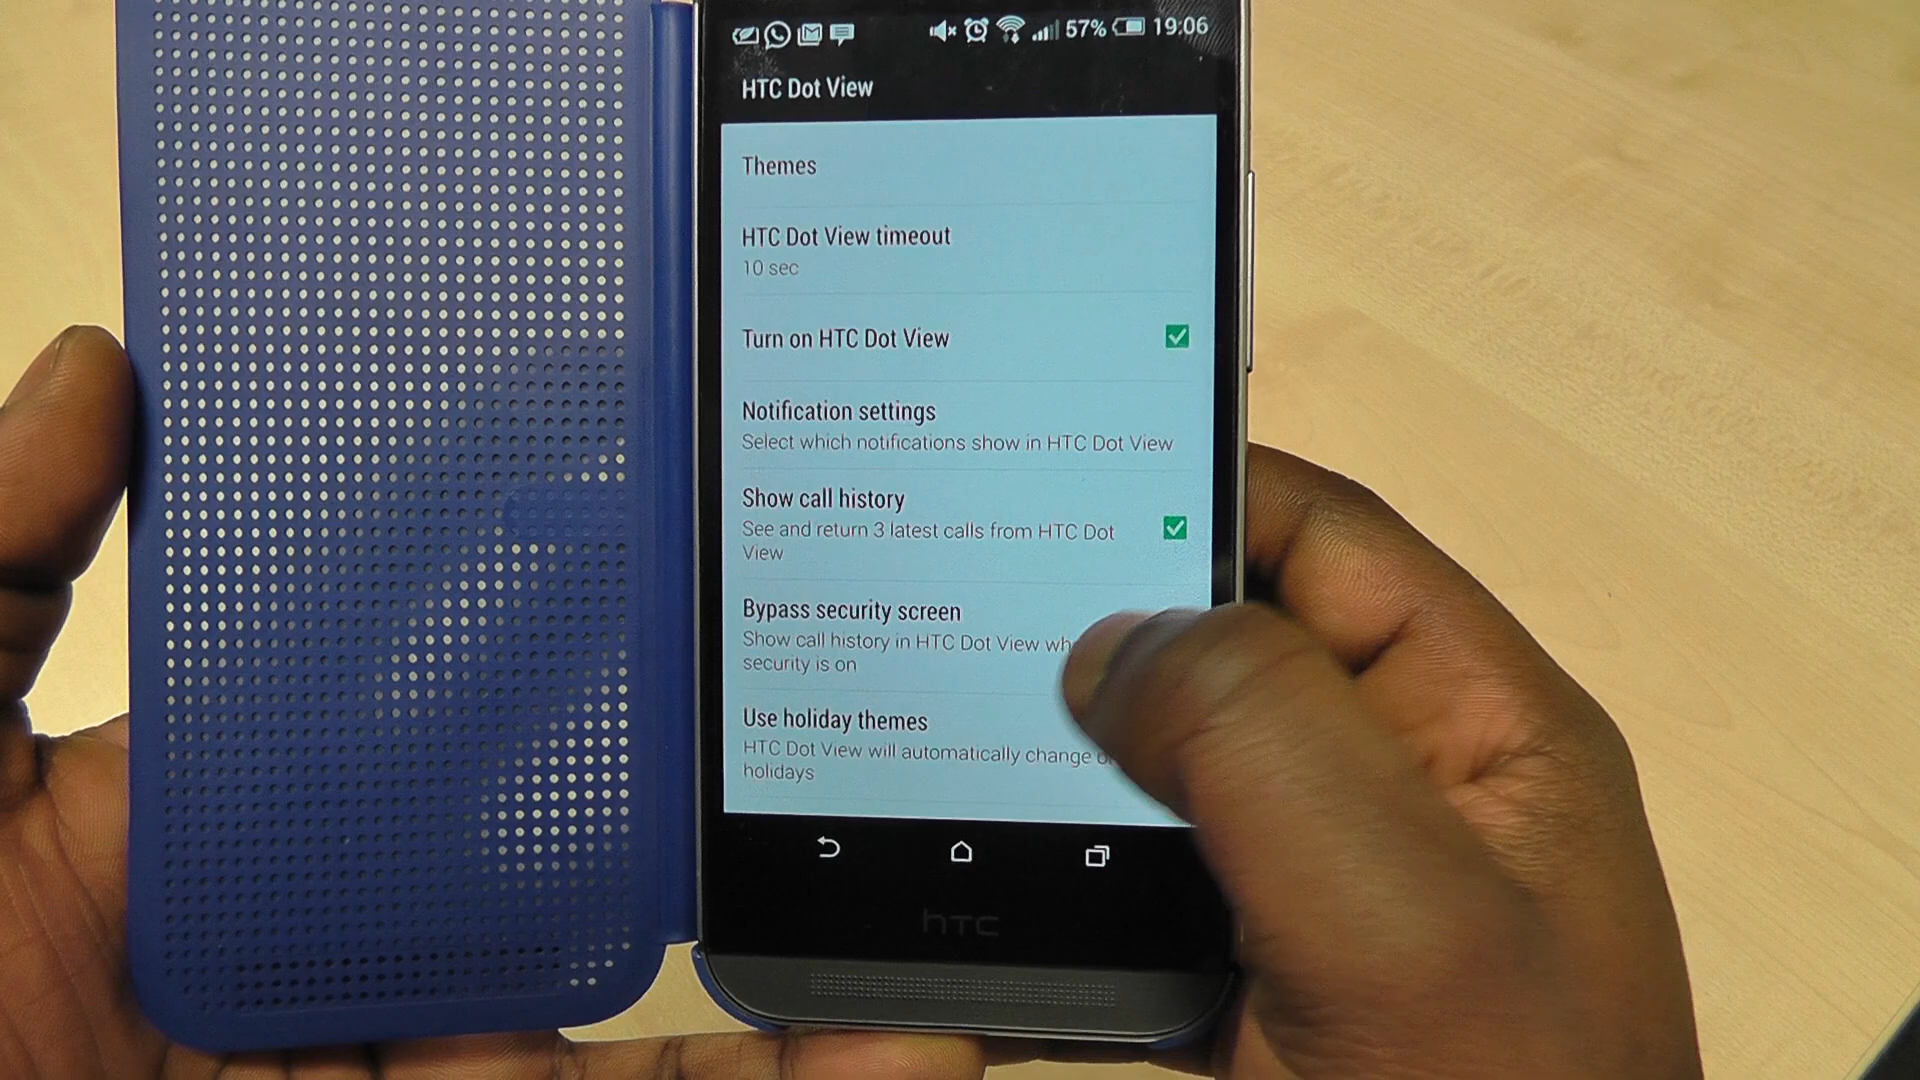 57% 19:06
HTC Dot View
Themes
HTC Dot View timeout
10 sec
Turn on HTC Dot View
Notification settings
Select which notifications show in HTC Dot View
Show call history
See and return 3 latest calls from HTC Dot
View
Bypass security screen
Show call history in HTC Dot View
security is on
Use holiday themes
HTC Dot View will automatically change
holidays
hTC